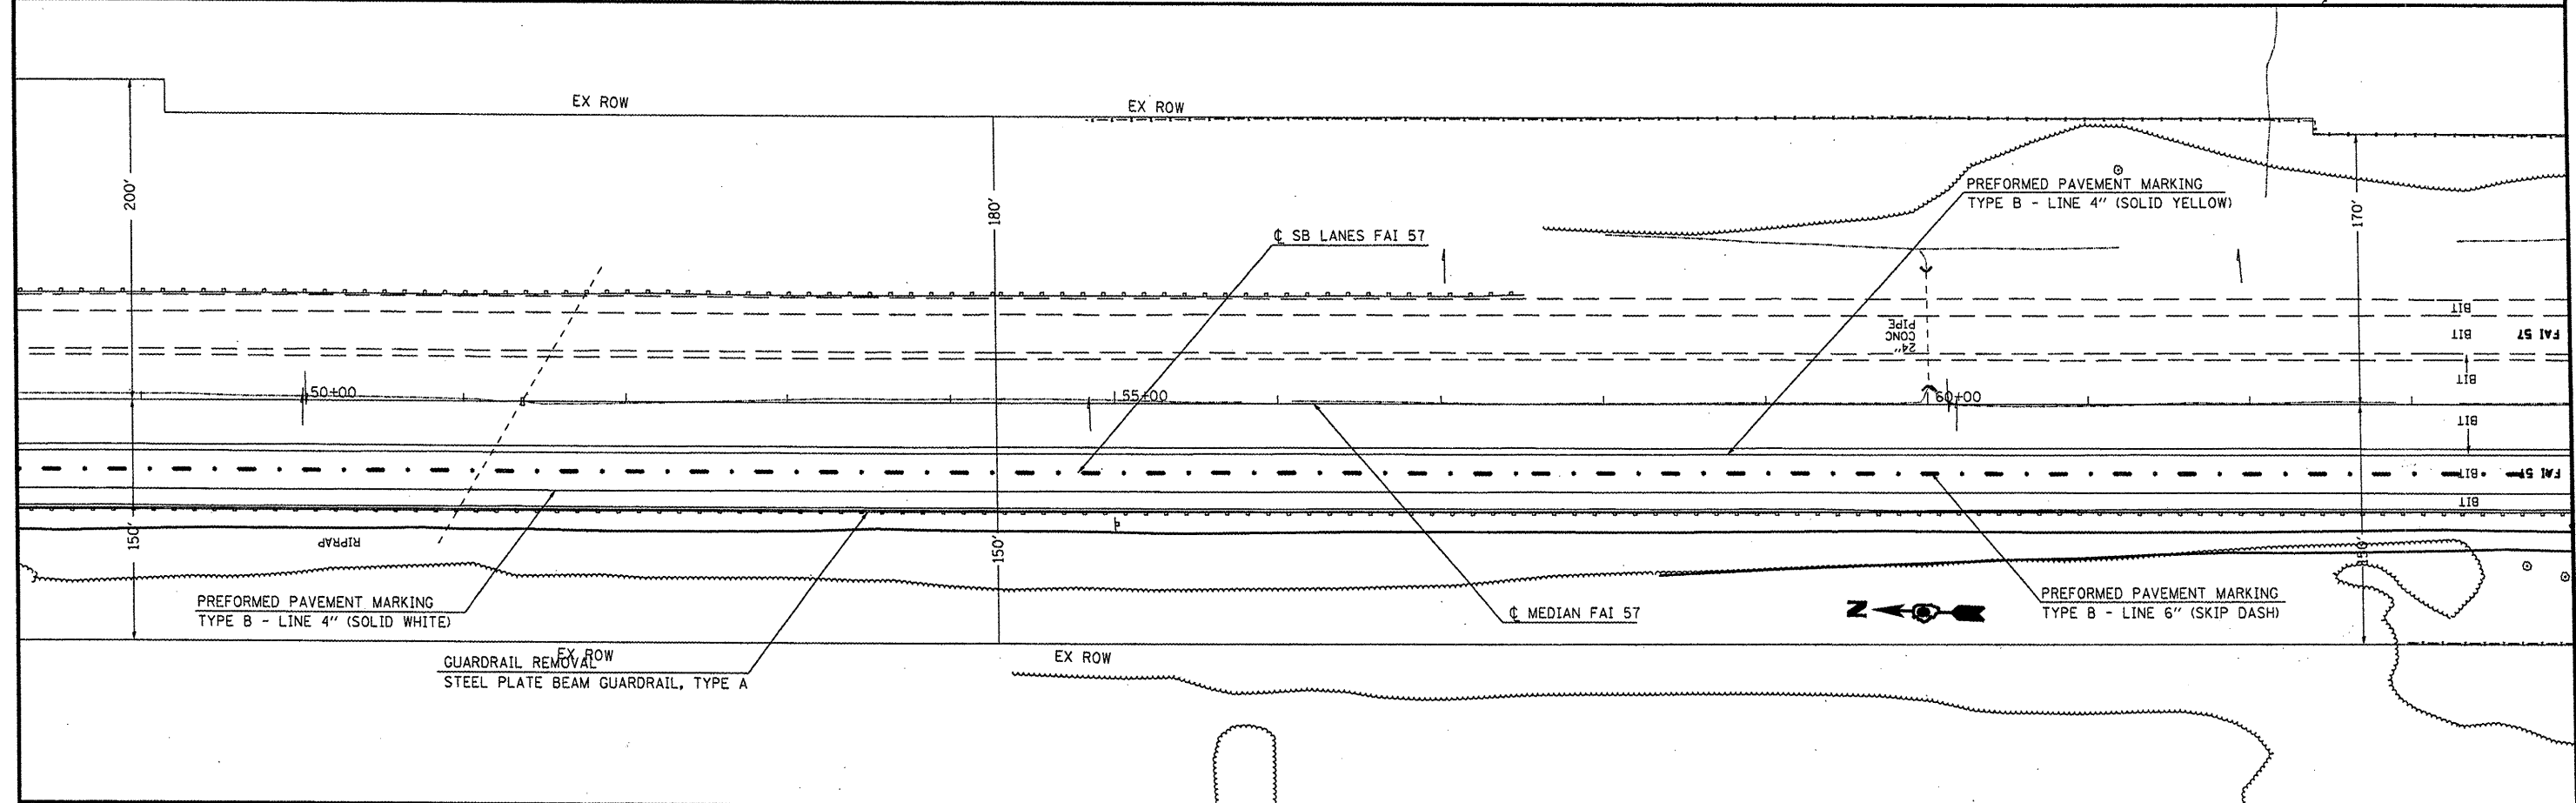 EX ROW
EX ROW
200'
180'
170'
PREFORMED PAVEMENT MARKING
TYPE B - LINE 4" (SOLID YELLOW)
℄ SB LANES FAI 57
24"
CONC
PIPE
BIT
BIT
FAI 57
BIT
50+00
55+00
60+00
BIT
BIT
FAI 57
BIT
150'
150'
150'
RIPRAP
PREFORMED PAVEMENT MARKING
TYPE B - LINE 4" (SOLID WHITE)
℄ MEDIAN FAI 57
N
PREFORMED PAVEMENT MARKING
TYPE B - LINE 6" (SKIP DASH)
EX ROW
EX ROW
GUARDRAIL REMOVAL
STEEL PLATE BEAM GUARDRAIL, TYPE A